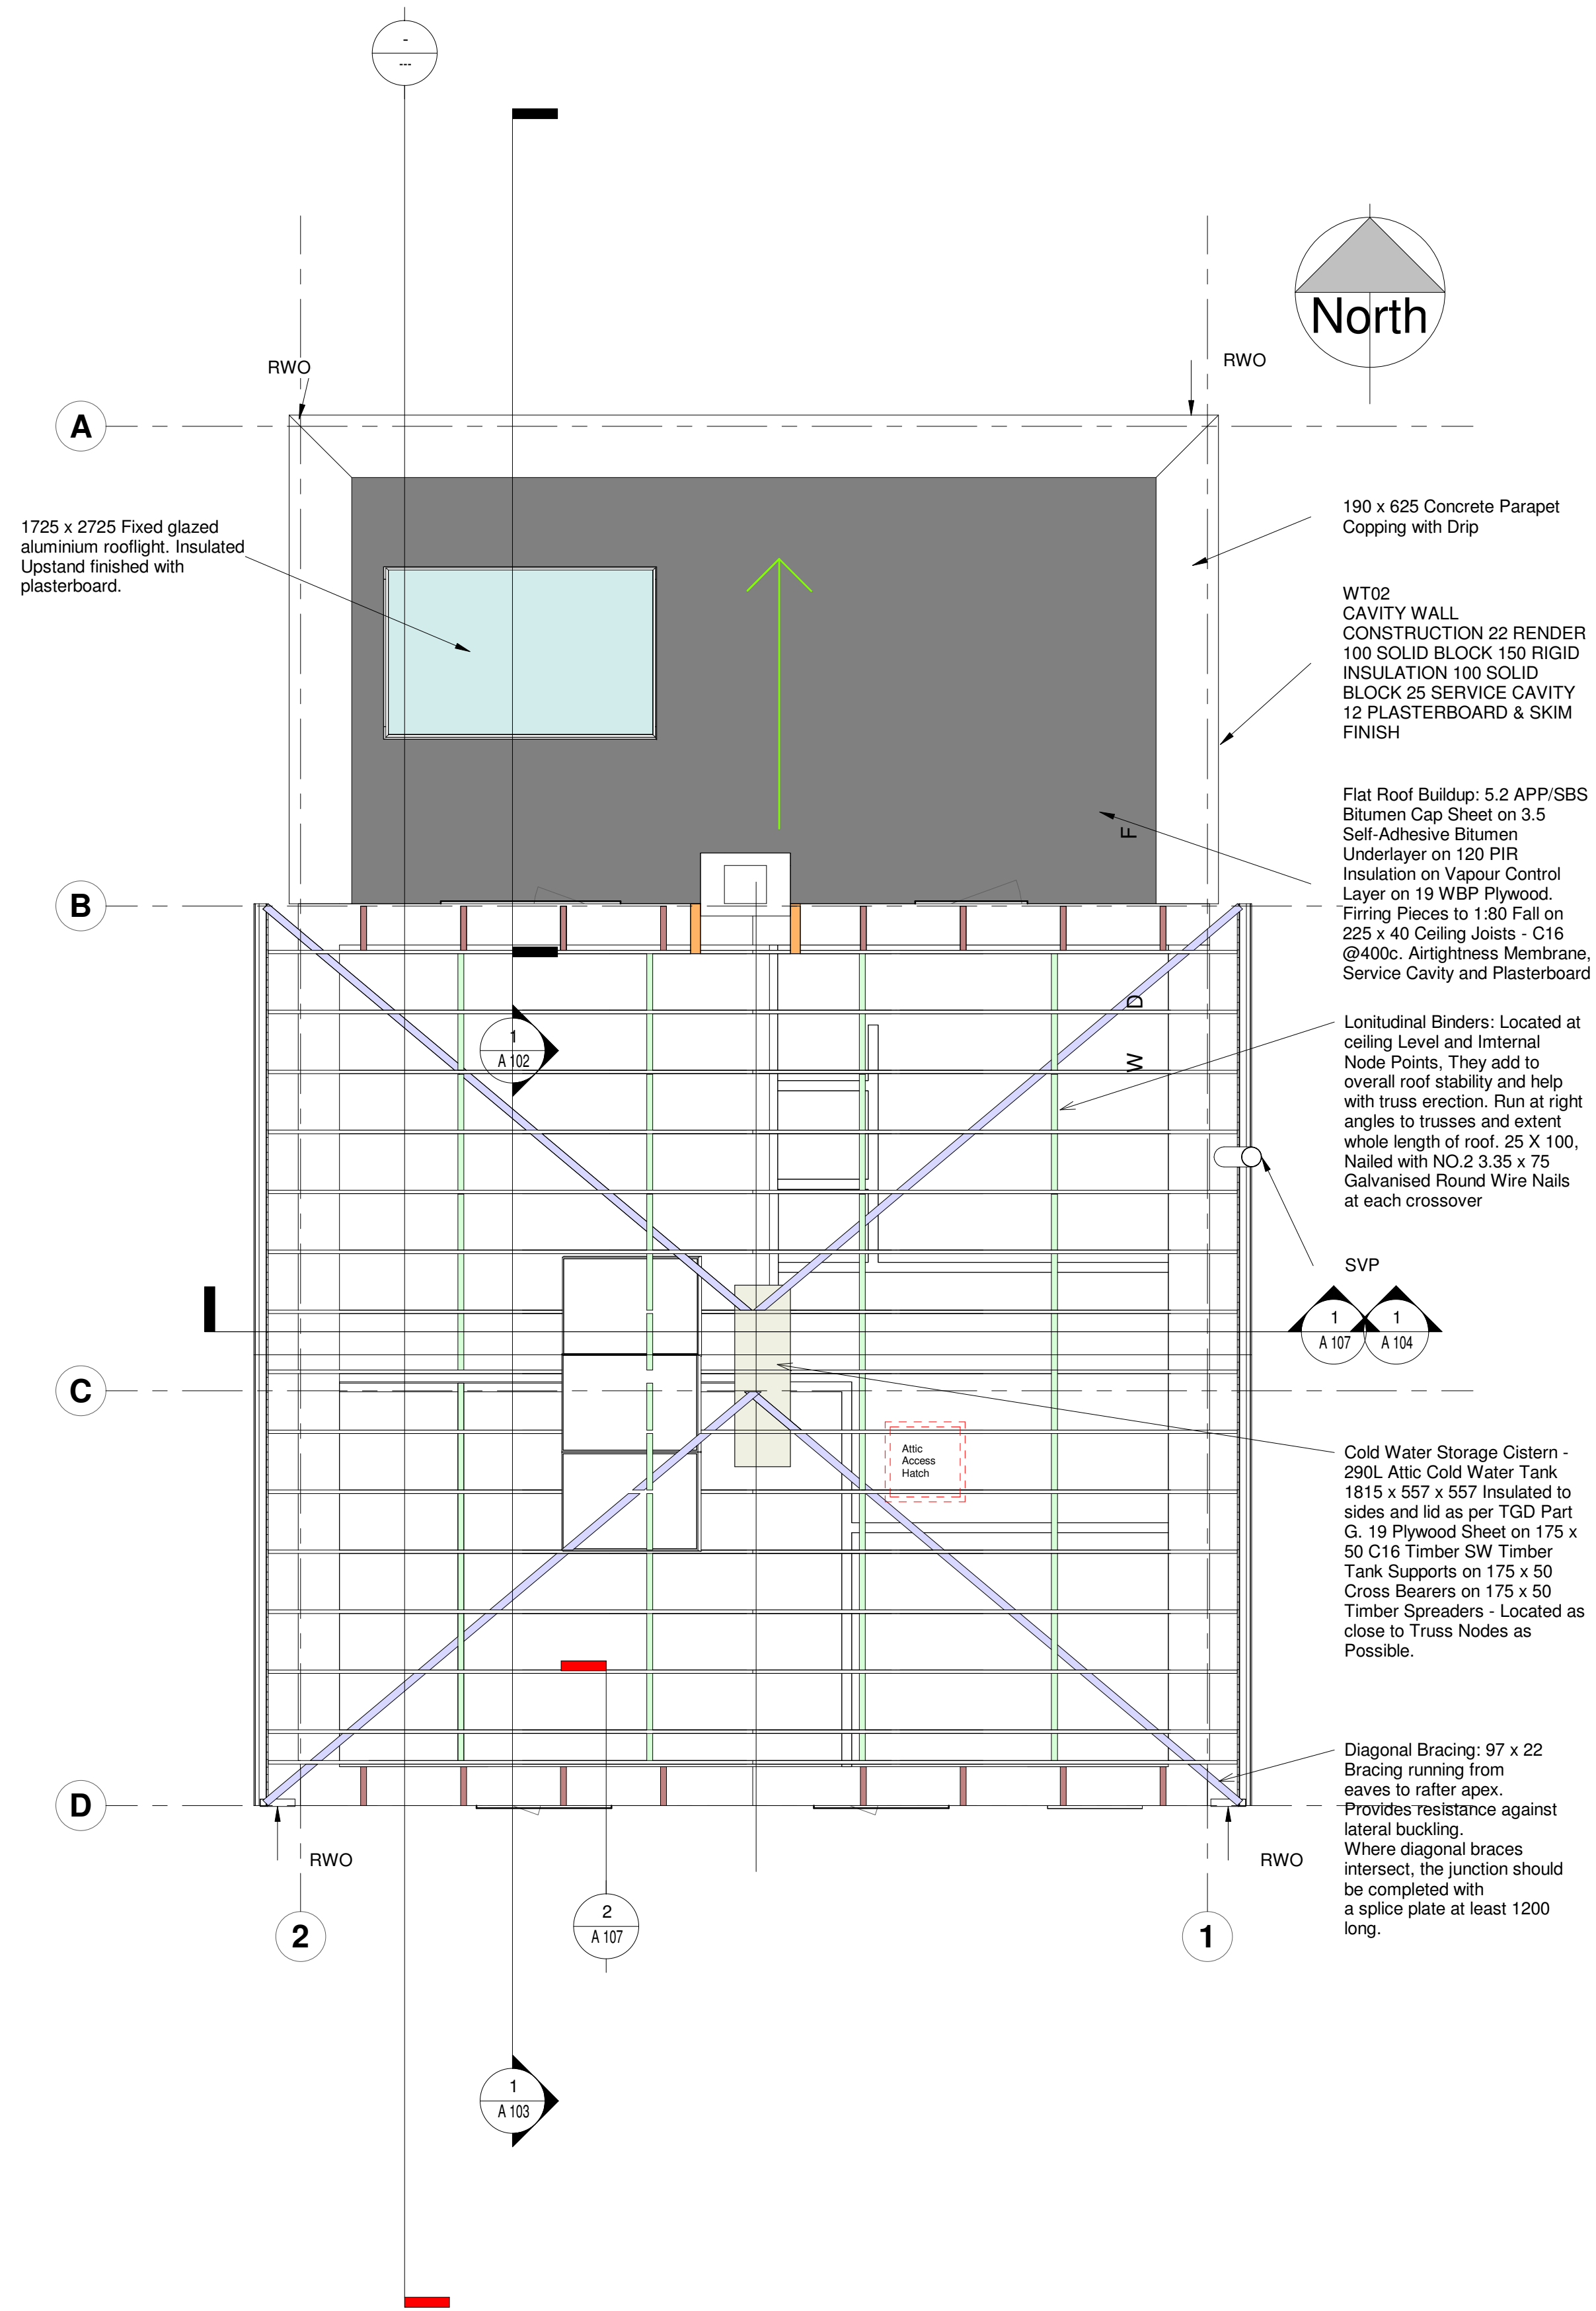 -
---
North
RWO
RWO
A
1725 x 2725 Fixed glazed
aluminium rooflight. Insulated
Upstand finished with
plasterboard.
190 x 625 Concrete Parapet
Copping with Drip
WT02
CAVITY WALL
CONSTRUCTION 22 RENDER
100 SOLID BLOCK 150 RIGID
INSULATION 100 SOLID
BLOCK 25 SERVICE CAVITY
12 PLASTERBOARD & SKIM
FINISH
Flat Roof Buildup: 5.2 APP/SBS
Bitumen Cap Sheet on 3.5
Self-Adhesive Bitumen
Underlayer on 120 PIR
Insulation on Vapour Control
Layer on 19 WBP Plywood.
Firring Pieces to 1:80 Fall on
225 x 40 Ceiling Joists - C16
@400c. Airtightness Membrane,
Service Cavity and Plasterboard
F
B
D
W
1
A 102
Lonitudinal Binders: Located at
ceiling Level and Imternal
Node Points, They add to
overall roof stability and help
with truss erection. Run at right
angles to trusses and extent
whole length of roof. 25 X 100,
Nailed with NO.2 3.35 x 75
Galvanised Round Wire Nails
at each crossover
SVP
1
A 107
1
A 104
C
Attic
Access
Hatch
Cold Water Storage Cistern -
290L Attic Cold Water Tank
1815 x 557 x 557 Insulated to
sides and lid as per TGD Part
G. 19 Plywood Sheet on 175 x
50 C16 Timber SW Timber
Tank Supports on 175 x 50
Cross Bearers on 175 x 50
Timber Spreaders - Located as
close to Truss Nodes as
Possible.
Diagonal Bracing: 97 x 22
Bracing running from
eaves to rafter apex.
Provides resistance against
lateral buckling.
Where diagonal braces
intersect, the junction should
be completed with
a splice plate at least 1200
long.
D
RWO
RWO
2
2
A 107
1
1
A 103